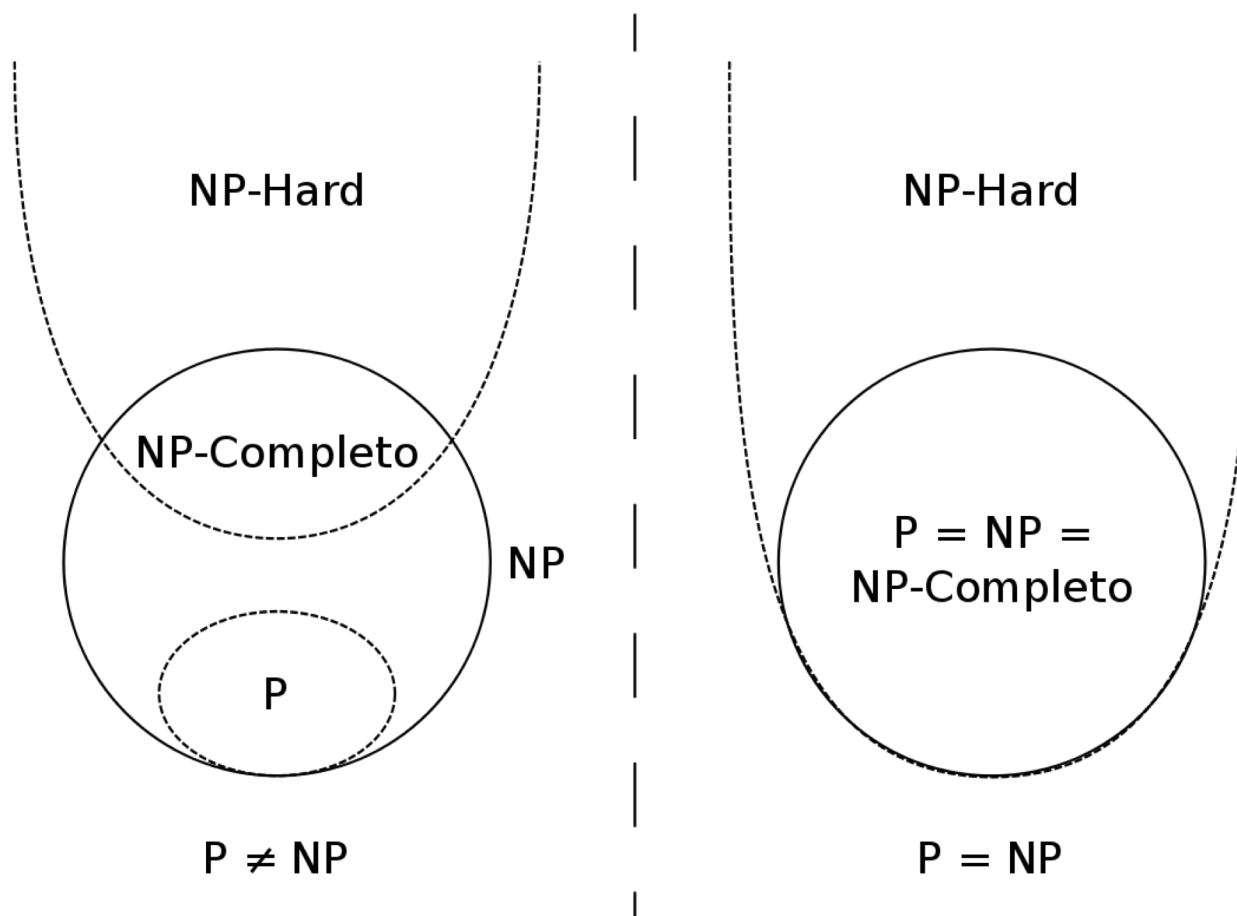 NP-Hard
NP-Completo
NP
P
P ≠ NP
NP-Hard
P = NP =
NP-Completo
P = NP